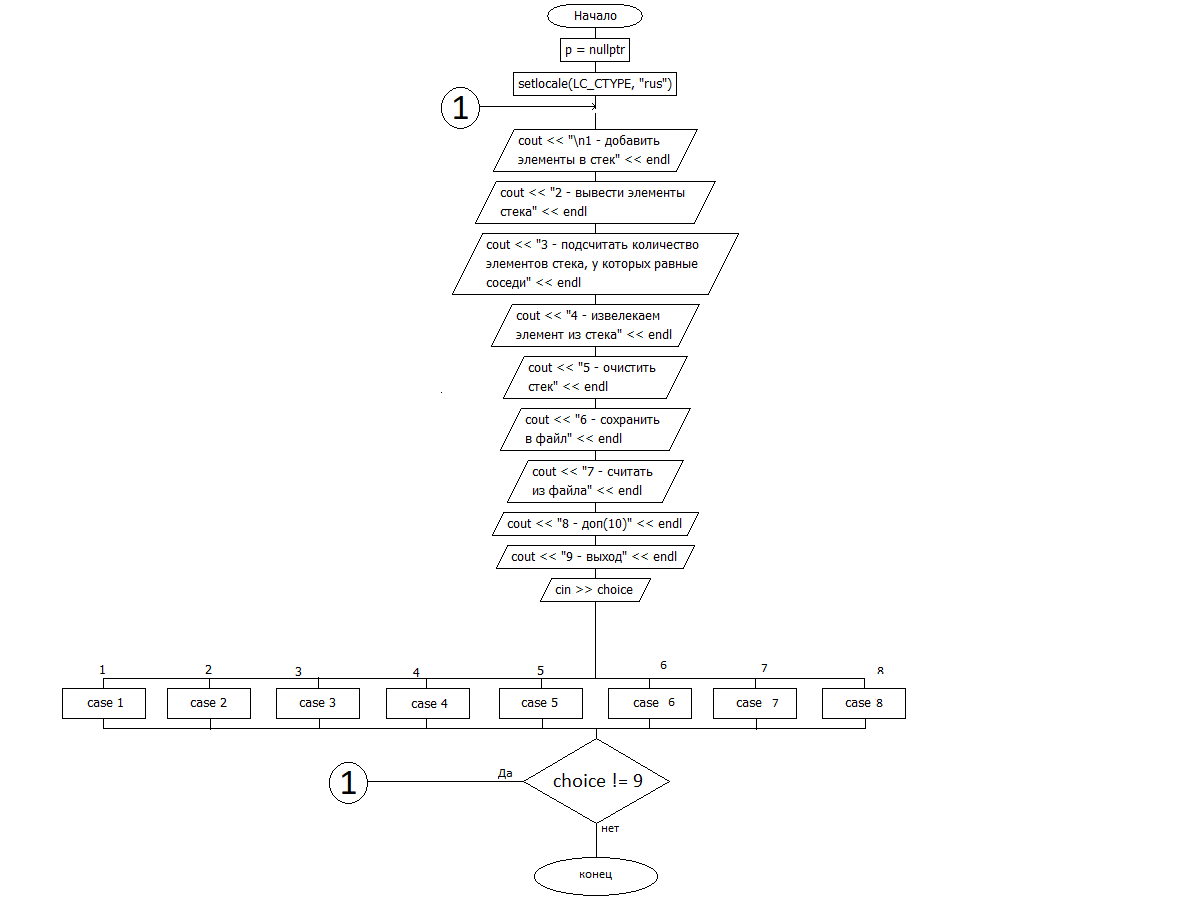 Начало
p = nullptr
setlocale(LC_CTYPE, "rus")
1
cout << "\n1 - добавить
элементы в стек" << endl
cout << "2 - вывести элементы
стека" << endl
cout << "3 - подсчитать количество
элементов стека, у которых равные
соседи" << endl
cout << "4 - извелекаем
элемент из стека" << endl
cout << "5 - очистить
стек" << endl
cout << "6 - сохранить
в файл" << endl
cout << "7 - считать
из файла" << endl
cout << "8 - доп(10)" << endl
cout << "9 - выход" << endl
cin >> choice
1 2 3 4 5 6 7 8
case 1 case 2 case 3 case 4 case 5 case 6 case 7 case 8
Да
1
choice != 9
нет
конец